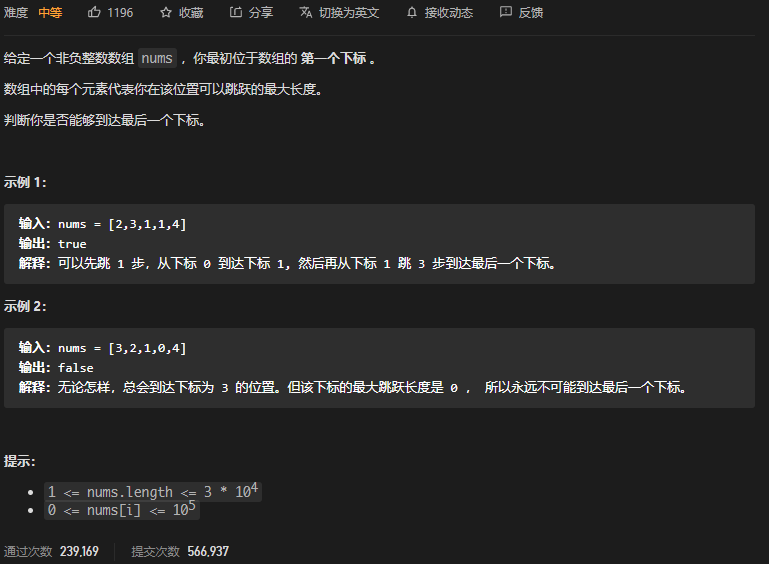 难度 中等 1196 收藏 分享 切换为英文 接收动态 反馈
给定一个非负整数数组 nums ，你最初位于数组的 第一个下标 。
数组中的每个元素代表你在该位置可以跳跃的最大长度。
判断你是否能够到达最后一个下标。
示例 1：
输入：nums = [2,3,1,1,4]
输出：true
解释：可以先跳 1 步，从下标 0 到达下标 1, 然后再从下标 1 跳 3 步到达最后一个下标。
示例 2：
输入：nums = [3,2,1,0,4]
输出：false
解释：无论怎样，总会到达下标为 3 的位置。但该下标的最大跳跃长度是 0 ， 所以永远不可能到达最后一个下标。
提示：
• 1 <= nums.length <= 3 * 10⁴
• 0 <= nums[i] <= 10⁵
通过次数 239,169 提交次数 566,937